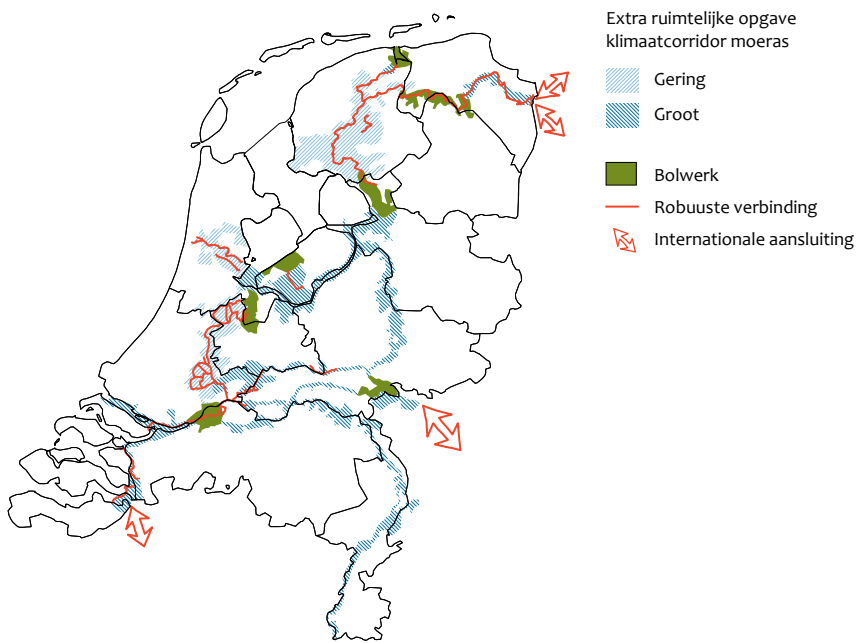 Extra ruimtelijke opgave
klimaatcorridor moeras
Gering
Groot
Bolwerk
Robuuste verbinding
Internationale aansluiting